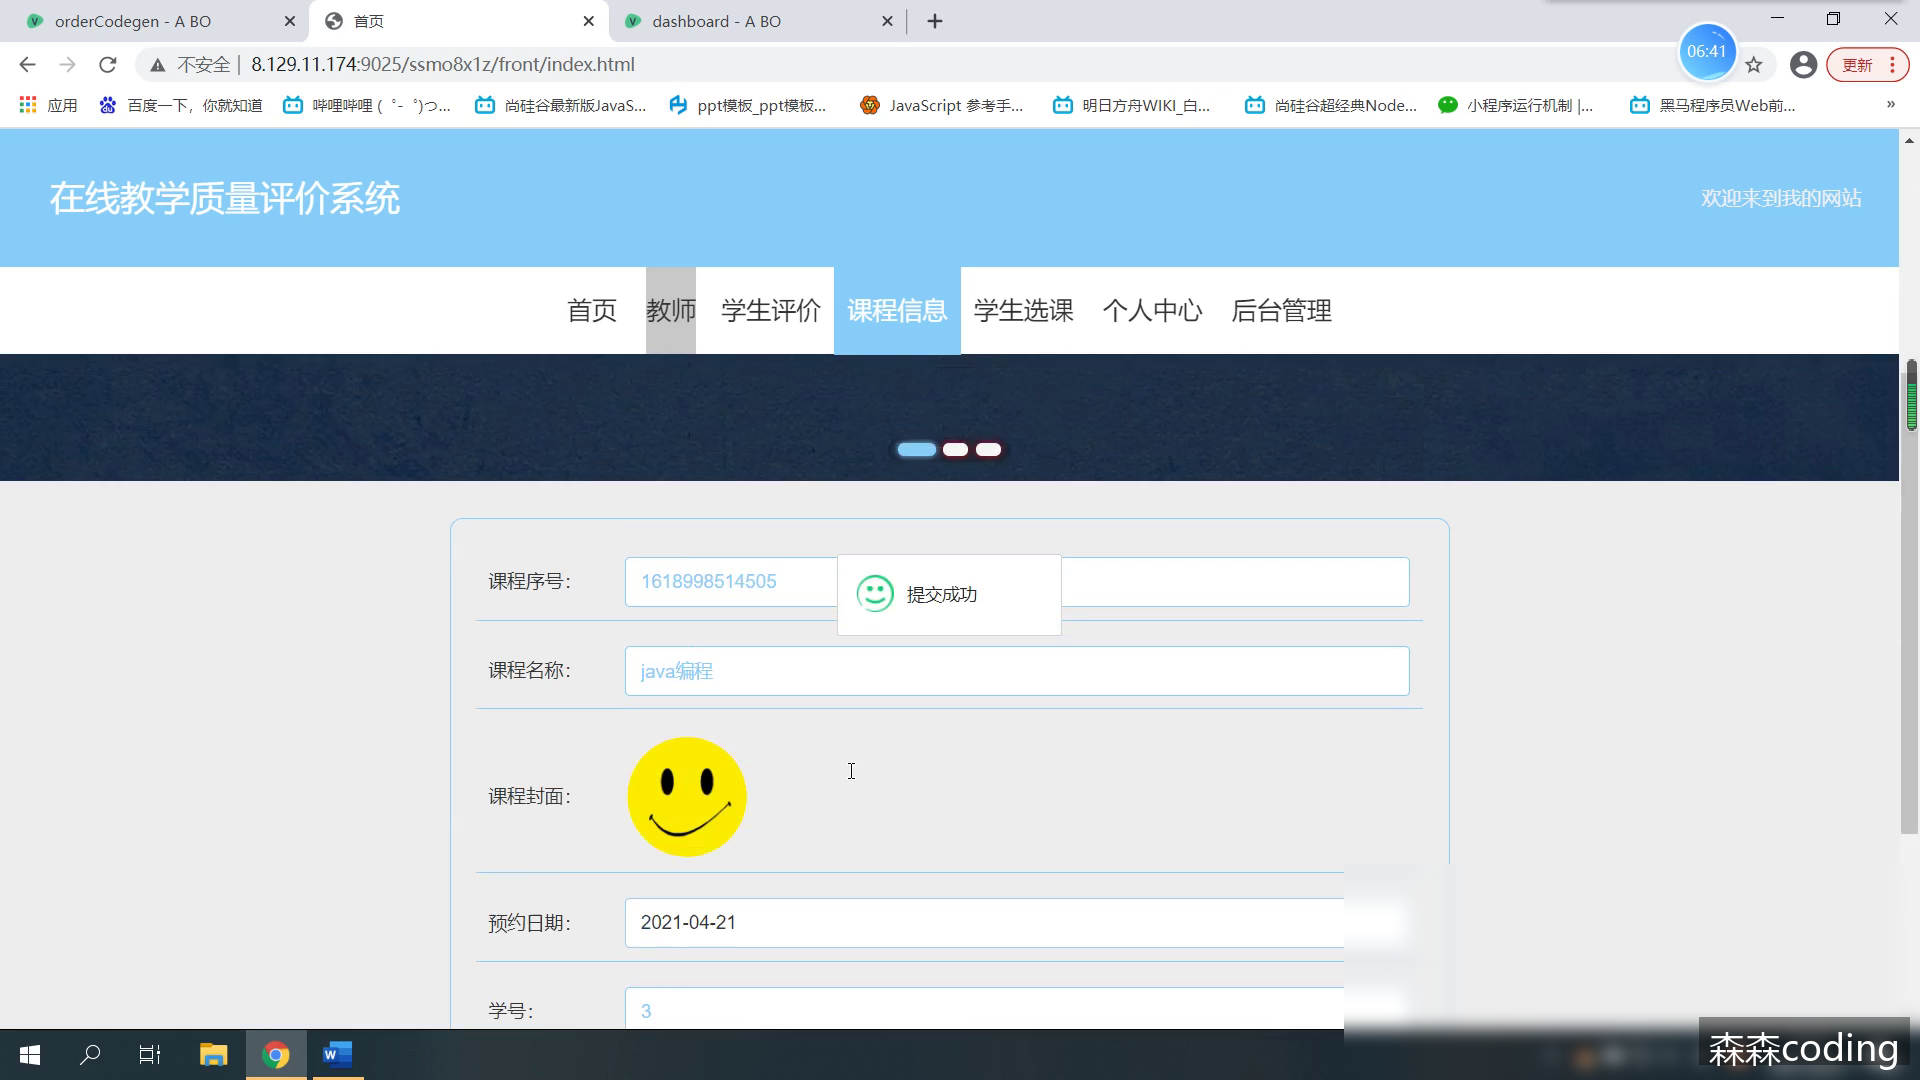 orderCodegen - A BO
首页
dashboard - A BO
06:41
不安全
8.129.11.174:9025/ssmo8x1z/front/index.html
更新
应用
百度一下，你就知道
哔哩哔哩 ( ゜- ゜)つ...
尚硅谷最新版JavaS...
ppt模板_ppt模板...
JavaScript 参考手...
明日方舟WIKI_白...
尚硅谷超经典Node...
小程序运行机制 |...
黑马程序员Web前...
在线教学质量评价系统
欢迎来到我的网站
首页
教师
学生评价
课程信息
学生选课
个人中心
后台管理
课程序号：
1618998514505
提交成功
课程名称：
java编程
课程封面：
预约日期：
2021-04-21
学号：
3
森森coding